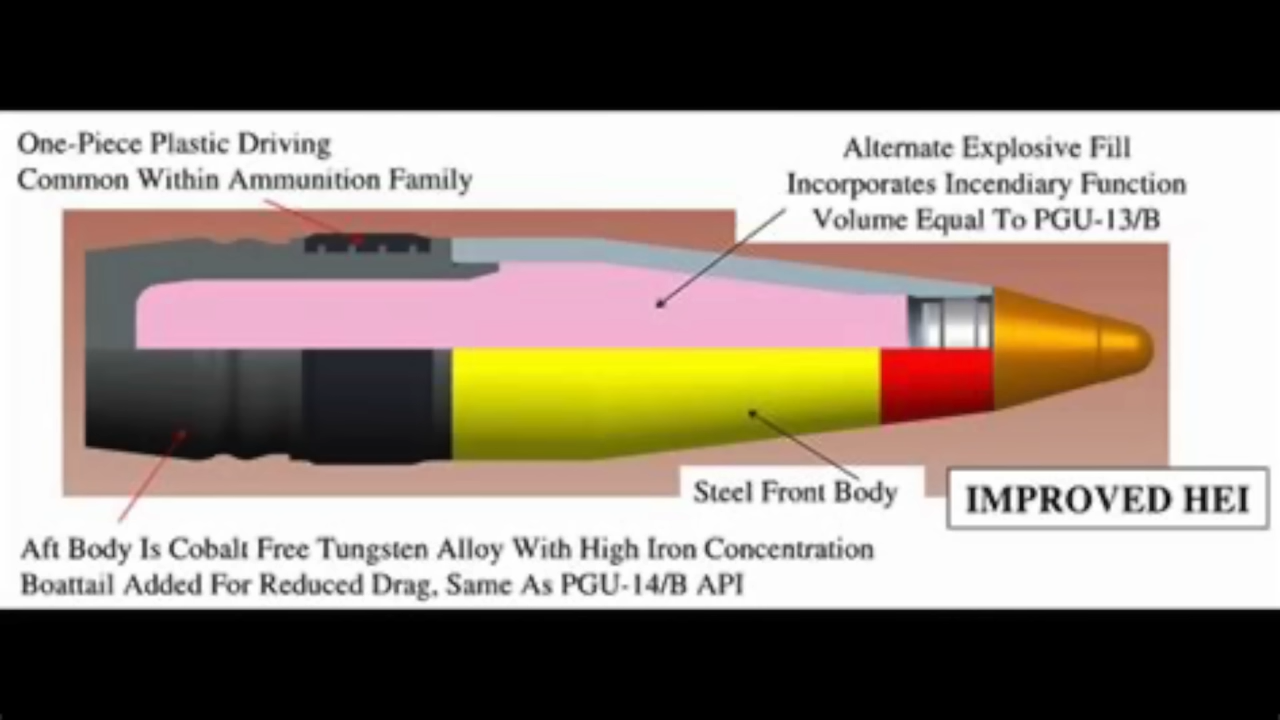 One-Piece Plastic Driving
Common Within Ammunition Family
Alternate Explosive Fill
Incorporates Incendiary Function
Volume Equal To PGU-13/B
Steel Front Body
IMPROVED HEI
Aft Body Is Cobalt Free Tungsten Alloy With High Iron Concentration
Boattail Added For Reduced Drag, Same As PGU-14/B API